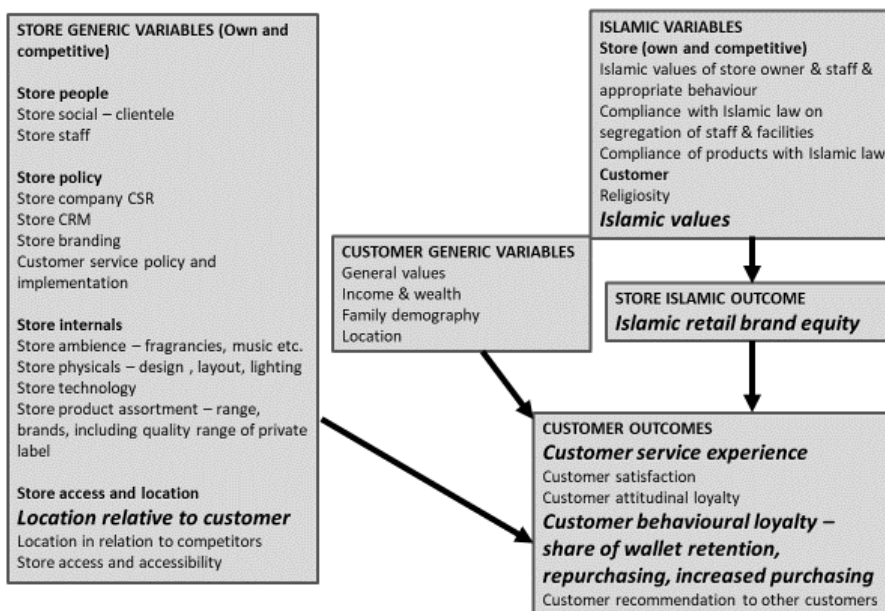 STORE GENERIC VARIABLES (Own and
competitive)
Store people
Store social – clientele
Store staff
Store policy
Store company CSR
Store CRM
Store branding
Customer service policy and
implementation
Store internals
Store ambience – fragrancies, music etc.
Store physicals – design , layout, lighting
Store technology
Store product assortment – range,
brands, including quality range of private
label
Store access and location
Location relative to customer
Location in relation to competitors
Store access and accessibility
CUSTOMER GENERIC VARIABLES
General values
Income & wealth
Family demography
Location
ISLAMIC VARIABLES
Store (own and competitive)
Islamic values of store owner & staff &
appropriate behaviour
Compliance with Islamic law on
segregation of staff & facilities
Compliance of products with Islamic law
Customer
Religiosity
Islamic values
STORE ISLAMIC OUTCOME
Islamic retail brand equity
CUSTOMER OUTCOMES
Customer service experience
Customer satisfaction
Customer attitudinal loyalty
Customer behavioural loyalty –
share of wallet retention,
repurchasing, increased purchasing
Customer recommendation to other customers